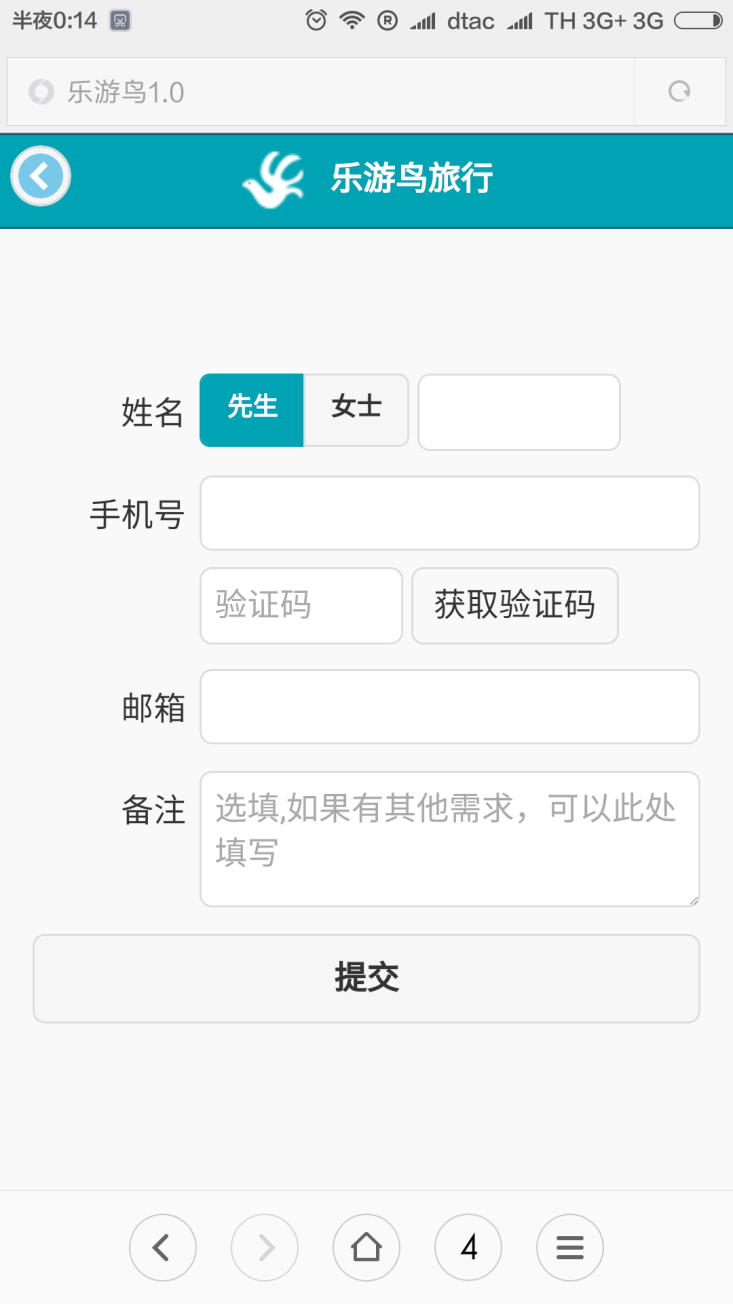 半夜0:14 R dtac TH 3G+ 3G
乐游鸟1.0
乐游鸟旅行
姓名 先生 女士
手机号
验证码 获取验证码
邮箱
备注 选填,如果有其他需求，可以此处
填写
提交
4